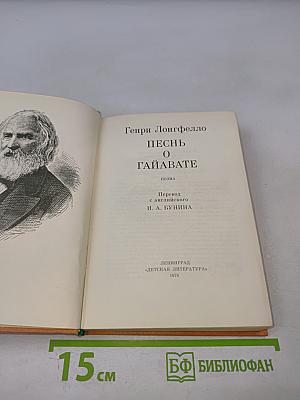 Генри Лонгфелло
ПЕСНЬ
О
ГАЙАВАТЕ
ПОЭМА
Перевод
с английского
И. А. БУНИНА
ЛЕНИНГРАД
«ДЕТСКАЯ ЛИТЕРАТУРА»
15 см
БФ БИБЛИОФАН